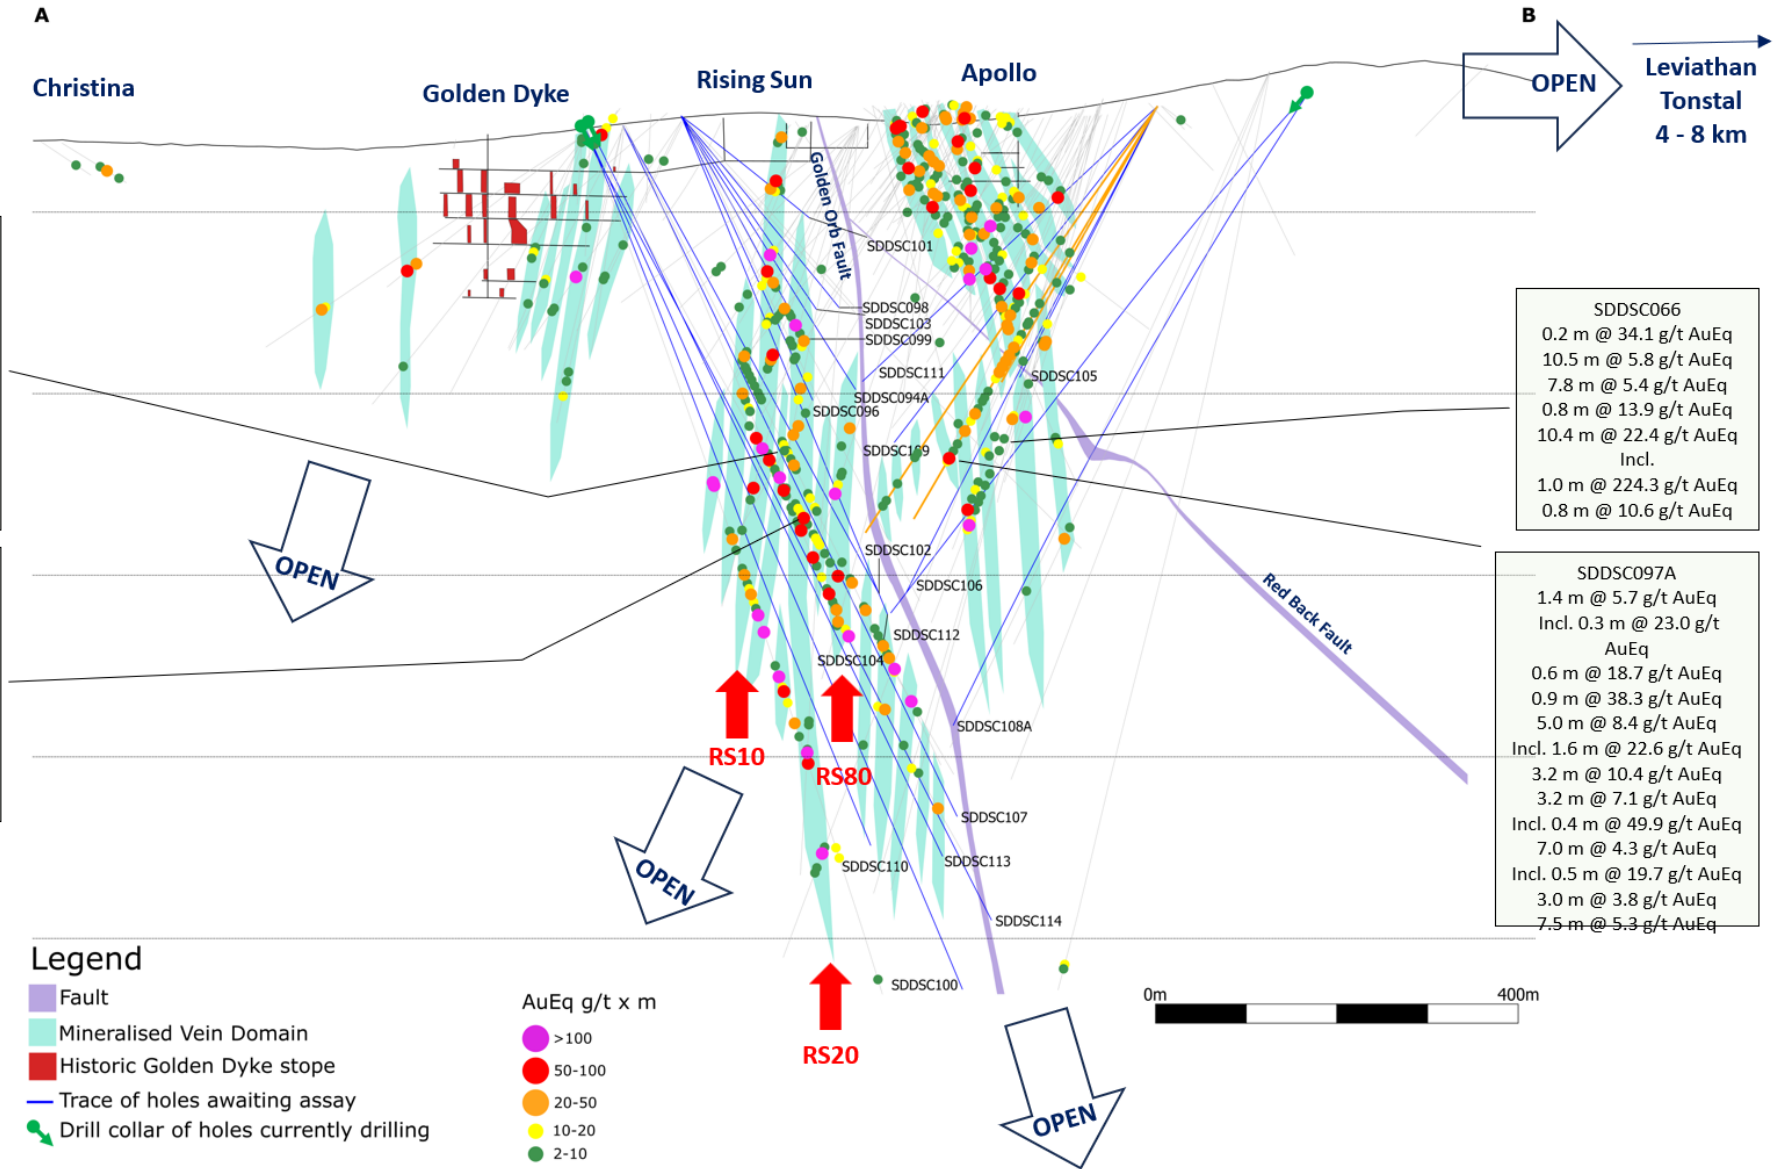 A
B
Christina
Golden Dyke
Rising Sun
Apollo
OPEN
Leviathan
Tonstal
4 - 8 km
Golden Orb Fault
SDDSC101
SDDSC098
SDDSC103
SDDSC099
SDDSC111
SDDSC105
SDDSC094A
SDDSC096
SDDSC109
SDDSC066
0.2 m @ 34.1 g/t AuEq
10.5 m @ 5.8 g/t AuEq
7.8 m @ 5.4 g/t AuEq
0.8 m @ 13.9 g/t AuEq
10.4 m @ 22.4 g/t AuEq
Incl.
1.0 m @ 224.3 g/t AuEq
0.8 m @ 10.6 g/t AuEq
OPEN
SDDSC102
SDDSC106
SDDSC112
SDDSC104
Red Back Fault
SDDSC097A
1.4 m @ 5.7 g/t AuEq
Incl. 0.3 m @ 23.0 g/t
AuEq
0.6 m @ 18.7 g/t AuEq
0.9 m @ 38.3 g/t AuEq
5.0 m @ 8.4 g/t AuEq
Incl. 1.6 m @ 22.6 g/t AuEq
3.2 m @ 10.4 g/t AuEq
3.2 m @ 7.1 g/t AuEq
Incl. 0.4 m @ 49.9 g/t AuEq
7.0 m @ 4.3 g/t AuEq
Incl. 0.5 m @ 19.7 g/t AuEq
3.0 m @ 3.8 g/t AuEq
7.5 m @ 5.3 g/t AuEq
RS10
RS80
SDDSC108A
SDDSC107
SDDSC113
SDDSC110
OPEN
SDDSC114
SDDSC100
RS20
OPEN
0m
400m
Legend
Fault
Mineralised Vein Domain
Historic Golden Dyke stope
Trace of holes awaiting assay
Drill collar of holes currently drilling
AuEq g/t x m
>100
50-100
20-50
10-20
2-10